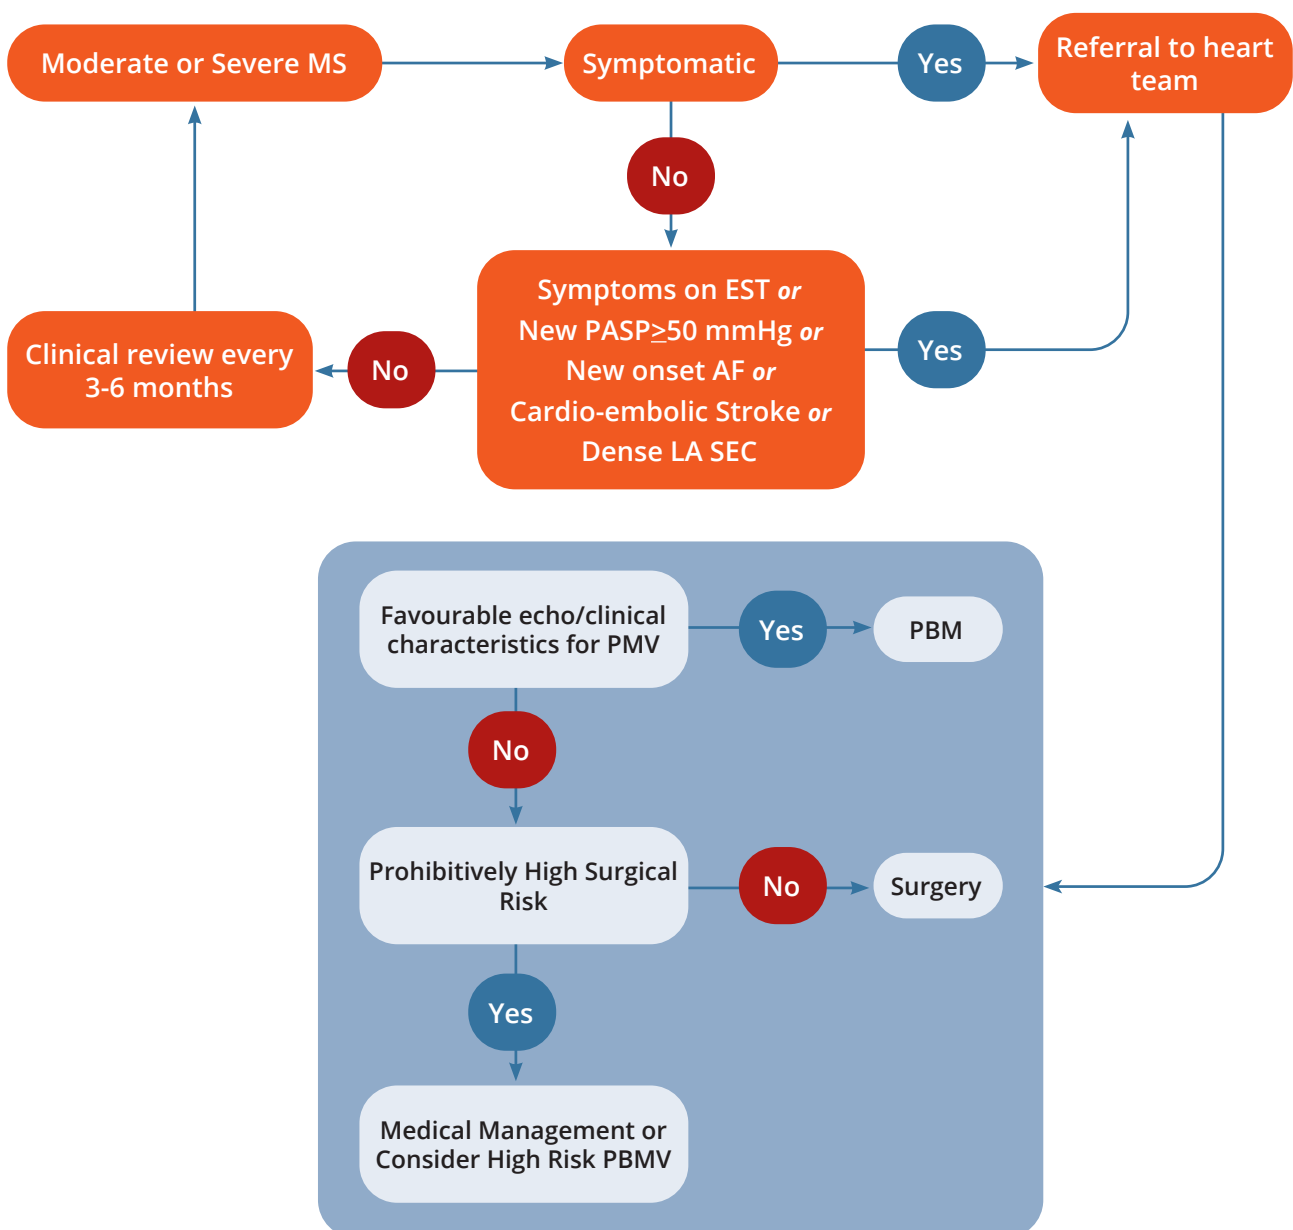 Moderate or Severe MS
Symptomatic
Yes
Referral to heart
team
No
Symptoms on EST or
New PASP≥50 mmHg or
New onset AF or
Cardio-embolic Stroke or
Dense LA SEC
Yes
No
Clinical review every
3-6 months
Favourable echo/clinical
characteristics for PMV
Yes
PBM
No
Prohibitively High Surgical
Risk
No
Surgery
Yes
Medical Management or
Consider High Risk PBMV